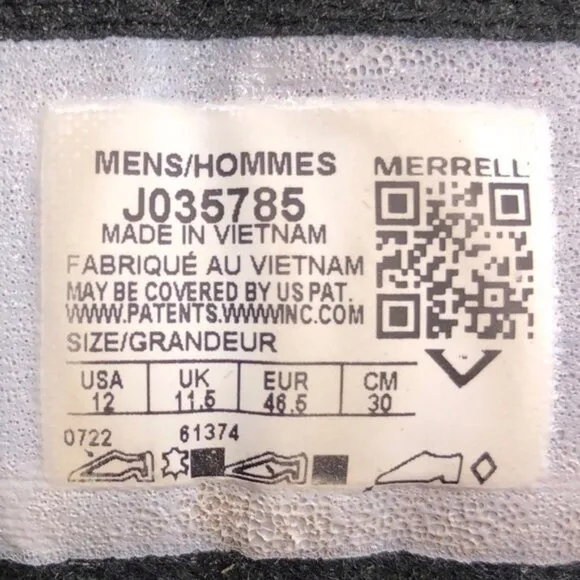 MENS/HOMMES
MERRELL
J035785
MADE IN VIETNAM
FABRIQUÉ AU VIETNAM
MAY BE COVERED BY US PAT.
WWW.PATENTS.WWWINC.COM
SIZE/GRANDEUR
USA UK EUR CM
12 11.5 46.5 30
0722 61374